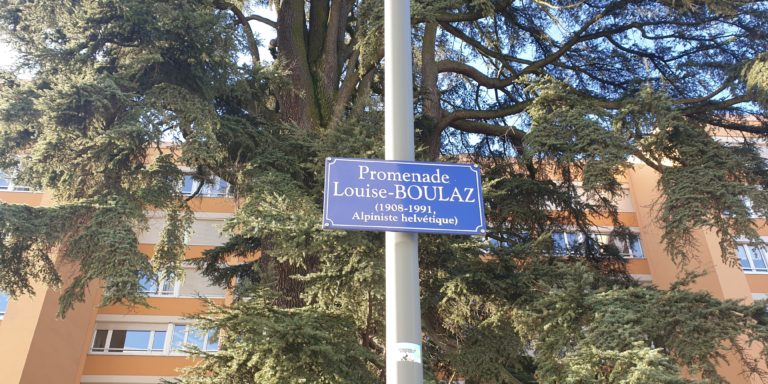 Promenade
Louise-BOULAZ
(1908-1991,
Alpiniste helvétique)